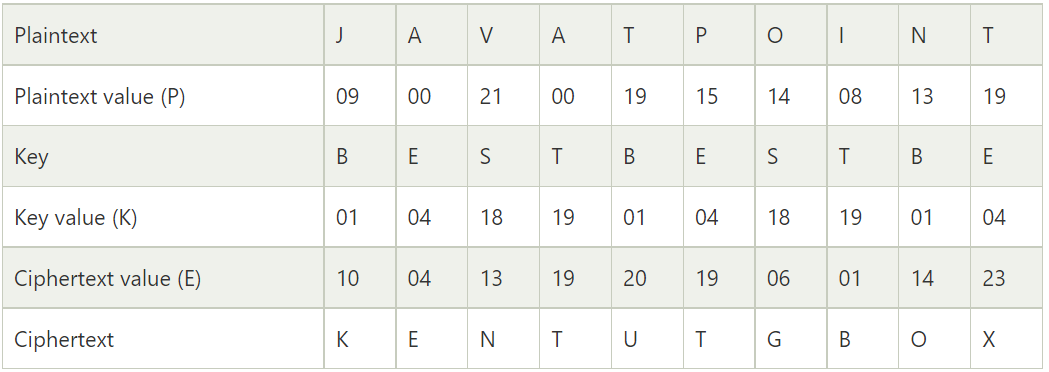 Plaintext J A V A T P O I N T
Plaintext value (P) 09 00 21 00 19 15 14 08 13 19
Key B E S T B E S T B E
Key value (K) 01 04 18 19 01 04 18 19 01 04
Ciphertext value (E) 10 04 13 19 20 19 06 01 14 23
Ciphertext K E N T U T G B O X